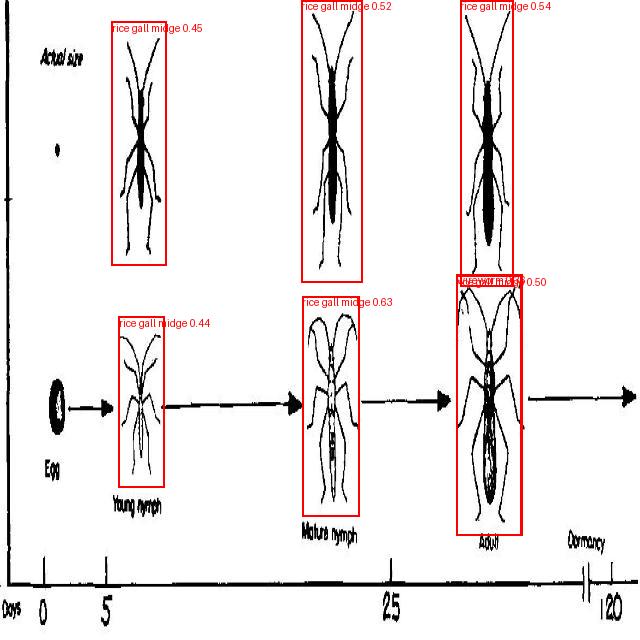 rice gall midge 0.45
rice gall midge 0.52
rice gall midge 0.54
Actual size
0.50
rice gall midge 0.44
rice gall midge 0.63
Egg
Young nymph
Mature nymph
Adult
Dormancy
Days 0 5 25 120